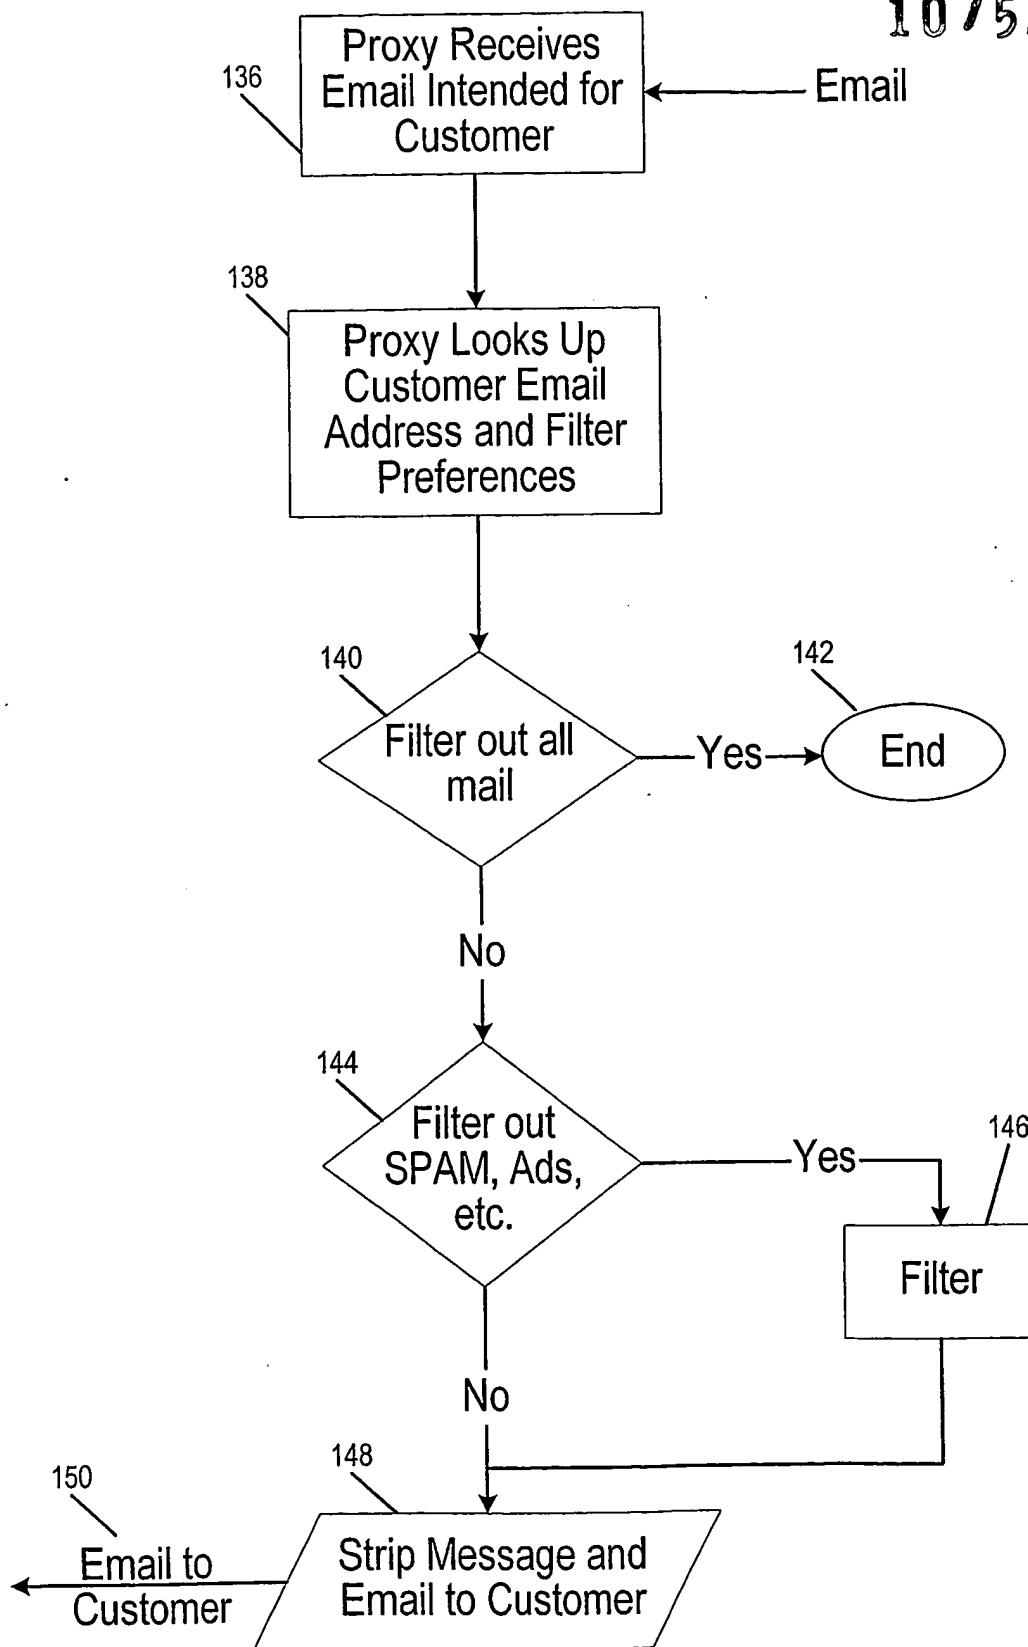 Proxy Receives
Email Intended for
Customer
136
Email
138
Proxy Looks Up
Customer Email
Address and Filter
Preferences
140
Filter out all
mail
Yes
142
End
No
144
Filter out
SPAM, Ads,
etc.
Yes
146
Filter
No
148
Strip Message and
Email to Customer
150
Email to
Customer